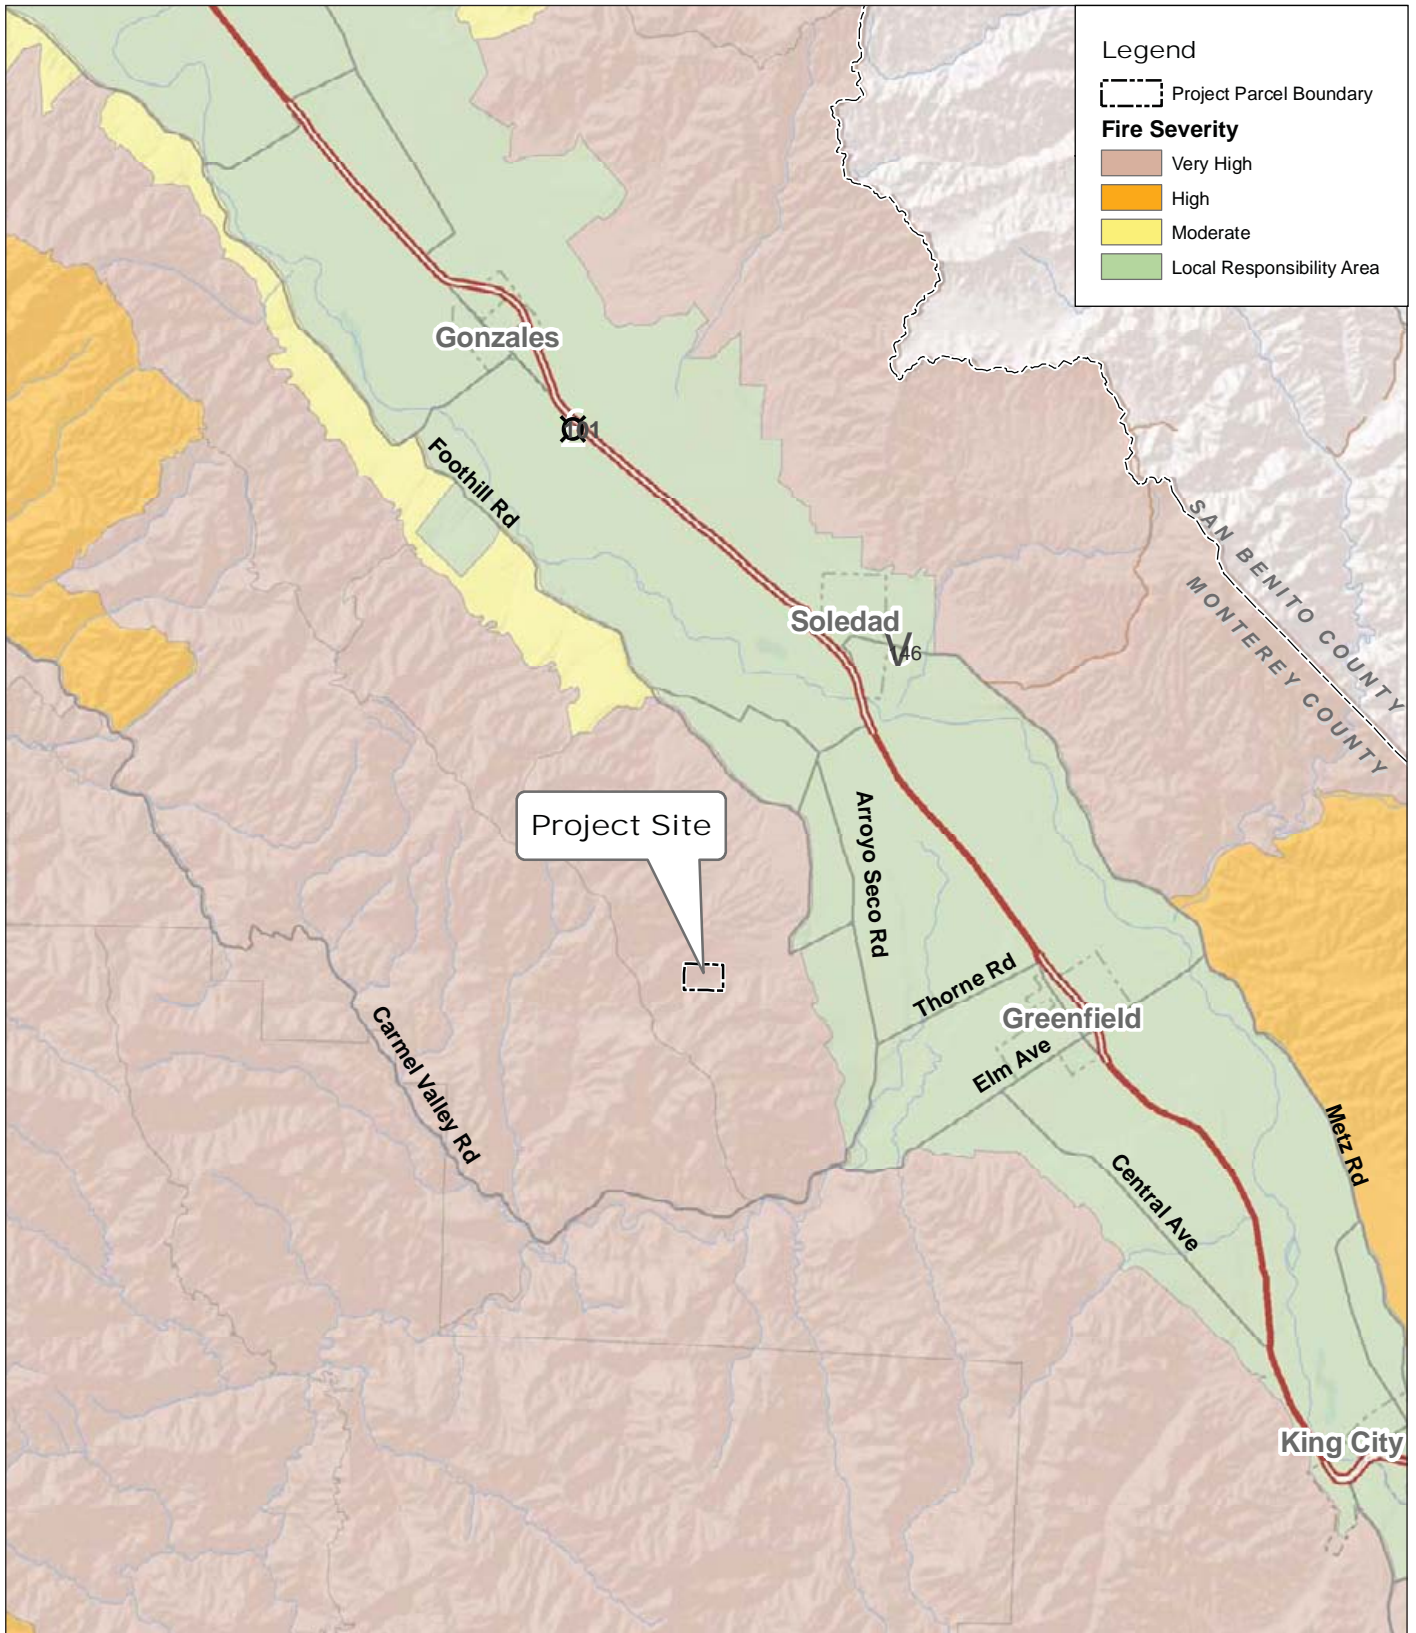 Legend
Project Parcel Boundary
Fire Severity
Very High
High
Moderate
Local Responsibility Area
Gonzales
101
Foothill Rd
SAN BENITO COUNTY
MONTEREY COUNTY
Soledad
146
Project Site
Arroyo Seco Rd
Thorne Rd
Greenfield
Elm Ave
Carmel Valley Rd
Metz Rd
Central Ave
King City